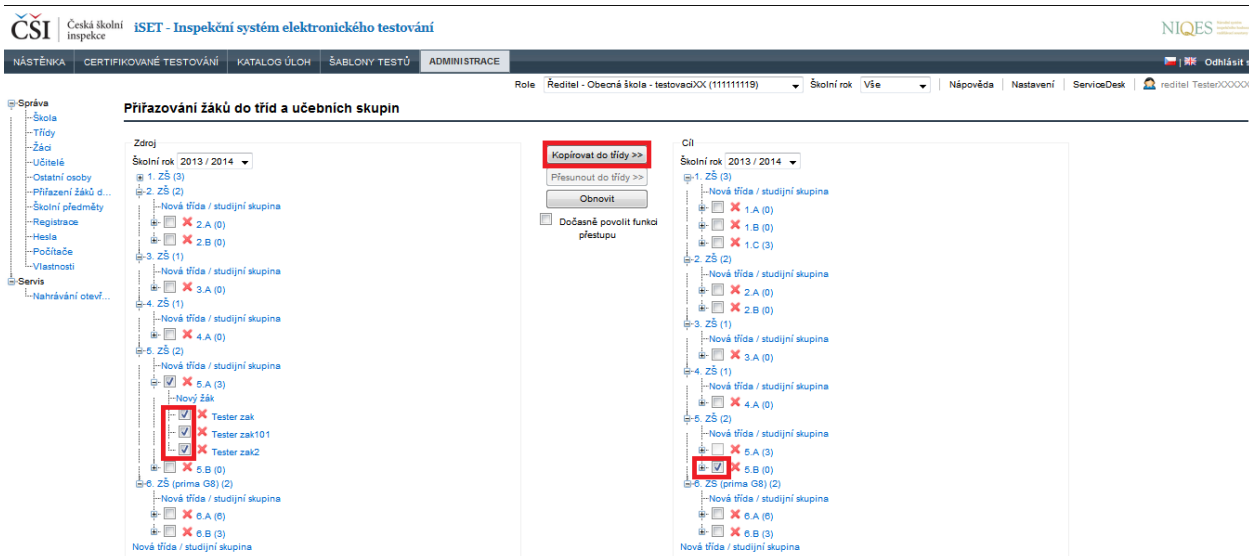 ČŠI Česká školní inspekce
iSET - Inspekční systém elektronického testování
NIQES
NÁSTĚNKA CERTIFIKOVANÉ TESTOVÁNÍ KATALOG ÚLOH ŠABLONY TESTŮ ADMINISTRACE
| Odhlásit s
Role Ředitel - Obecná škola - testovaciXX (111111119) Školní rok Vše | Nápověda | Nastavení | ServiceDesk | reditel TesterXXXXX
Správa
Škola
Třídy
Žáci
Učitelé
Ostatní osoby
Přiřazení žáků d...
Školní předměty
Registrace
Hesla
Počítače
Vlastnosti
Servis
Nahrávání otevř...
Přiřazování žáků do tříd a učebních skupin
Zdroj
Školní rok 2013 / 2014
1. ZŠ (3)
2. ZŠ (2)
Nová třída / studijní skupina
2.A (0)
2.B (0)
3. ZŠ (1)
Nová třída / studijní skupina
3.A (0)
4. ZŠ (1)
Nová třída / studijní skupina
4.A (0)
5. ZŠ (2)
Nová třída / studijní skupina
5.A (3)
Nový žák
Tester zak
Tester zak101
Tester zak2
5.B (0)
6. ZŠ (prima G8) (2)
Nová třída / studijní skupina
6.A (6)
6.B (3)
Nová třída / studijní skupina
Kopírovat do třídy >>
Přesunout do třídy >>
Obnovit
Dočasně povolit funkci
přestupu
Cíl
Školní rok 2013 / 2014
1. ZŠ (3)
Nová třída / studijní skupina
1.A (0)
1.B (0)
1.C (3)
2. ZŠ (2)
Nová třída / studijní skupina
2.A (0)
2.B (0)
3. ZŠ (1)
Nová třída / studijní skupina
3.A (0)
4. ZŠ (1)
Nová třída / studijní skupina
4.A (0)
5. ZŠ (2)
Nová třída / studijní skupina
5.A (3)
5.B (0)
6. ZŠ (prima G8) (2)
Nová třída / studijní skupina
6.A (6)
6.B (3)
Nová třída / studijní skupina